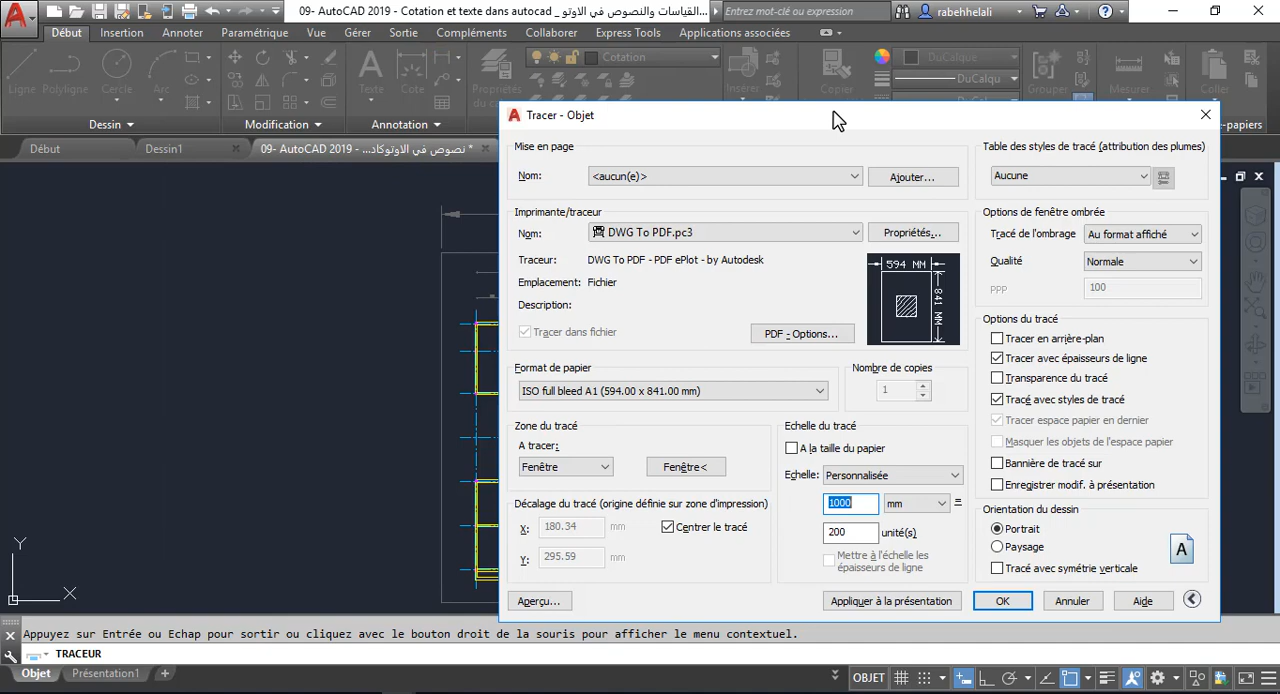 09- AutoCAD 2019 - Cotation et texte dans autocad _ القياسات والنصوص في الاوتو
Entrez mot-clé ou expression
rabehhelali
Début Insertion Annoter Paramétrique Vue Gérer Sortie Compléments Collaborer Express Tools Applications associées
Cotation
DuCalque
DuCalqu
Ligne Polyligne Cercle Arc Texte Cote
Copier Grouper Mesurer Coller
Dessin Modification Annotation
e-papiers
Début Dessin1 09- AutoCAD 2019 - ...نصوص في الاوتوكاد *
Tracer - Objet
Mise en page
Nom: <aucun(e)> Ajouter...
Table des styles de tracé (attribution des plumes)
Aucune
Imprimante/traceur
Nom: DWG To PDF.pc3 Propriétés...
Traceur: DWG To PDF - PDF ePlot - by Autodesk
Emplacement: Fichier
Description:
Tracer dans fichier
PDF - Options...
594 MM
841 MM
Options de fenêtre ombrée
Tracé de l'ombrage Au format affiché
Qualité Normale
PPP 100
Format de papier
ISO full bleed A1 (594.00 x 841.00 mm)
Nombre de copies
1
Options du tracé
Tracer en arrière-plan
Tracer avec épaisseurs de ligne
Transparence du tracé
Tracé avec styles de tracé
Tracer espace papier en dernier
Masquer les objets de l'espace papier
Bannière de tracé sur
Enregistrer modif. à présentation
Zone du tracé
A tracer:
Fenêtre Fenêtre<
Echelle du tracé
A la taille du papier
Echelle: Personnalisée
1000 mm =
200 unité(s)
Mettre à l'échelle les
épaisseurs de ligne
Décalage du tracé (origine définie sur zone d'impression)
X: 180.34 mm Centrer le tracé
Y: 295.59 mm
Orientation du dessin
Portrait
Paysage
Tracé avec symétrie verticale
A
Aperçu... Appliquer à la présentation OK Annuler Aide
Y
X
Appuyez sur Entrée ou Echap pour sortir ou cliquez avec le bouton droit de la souris pour afficher le menu contextuel.
TRACEUR
Objet Présentation1 +
OBJET